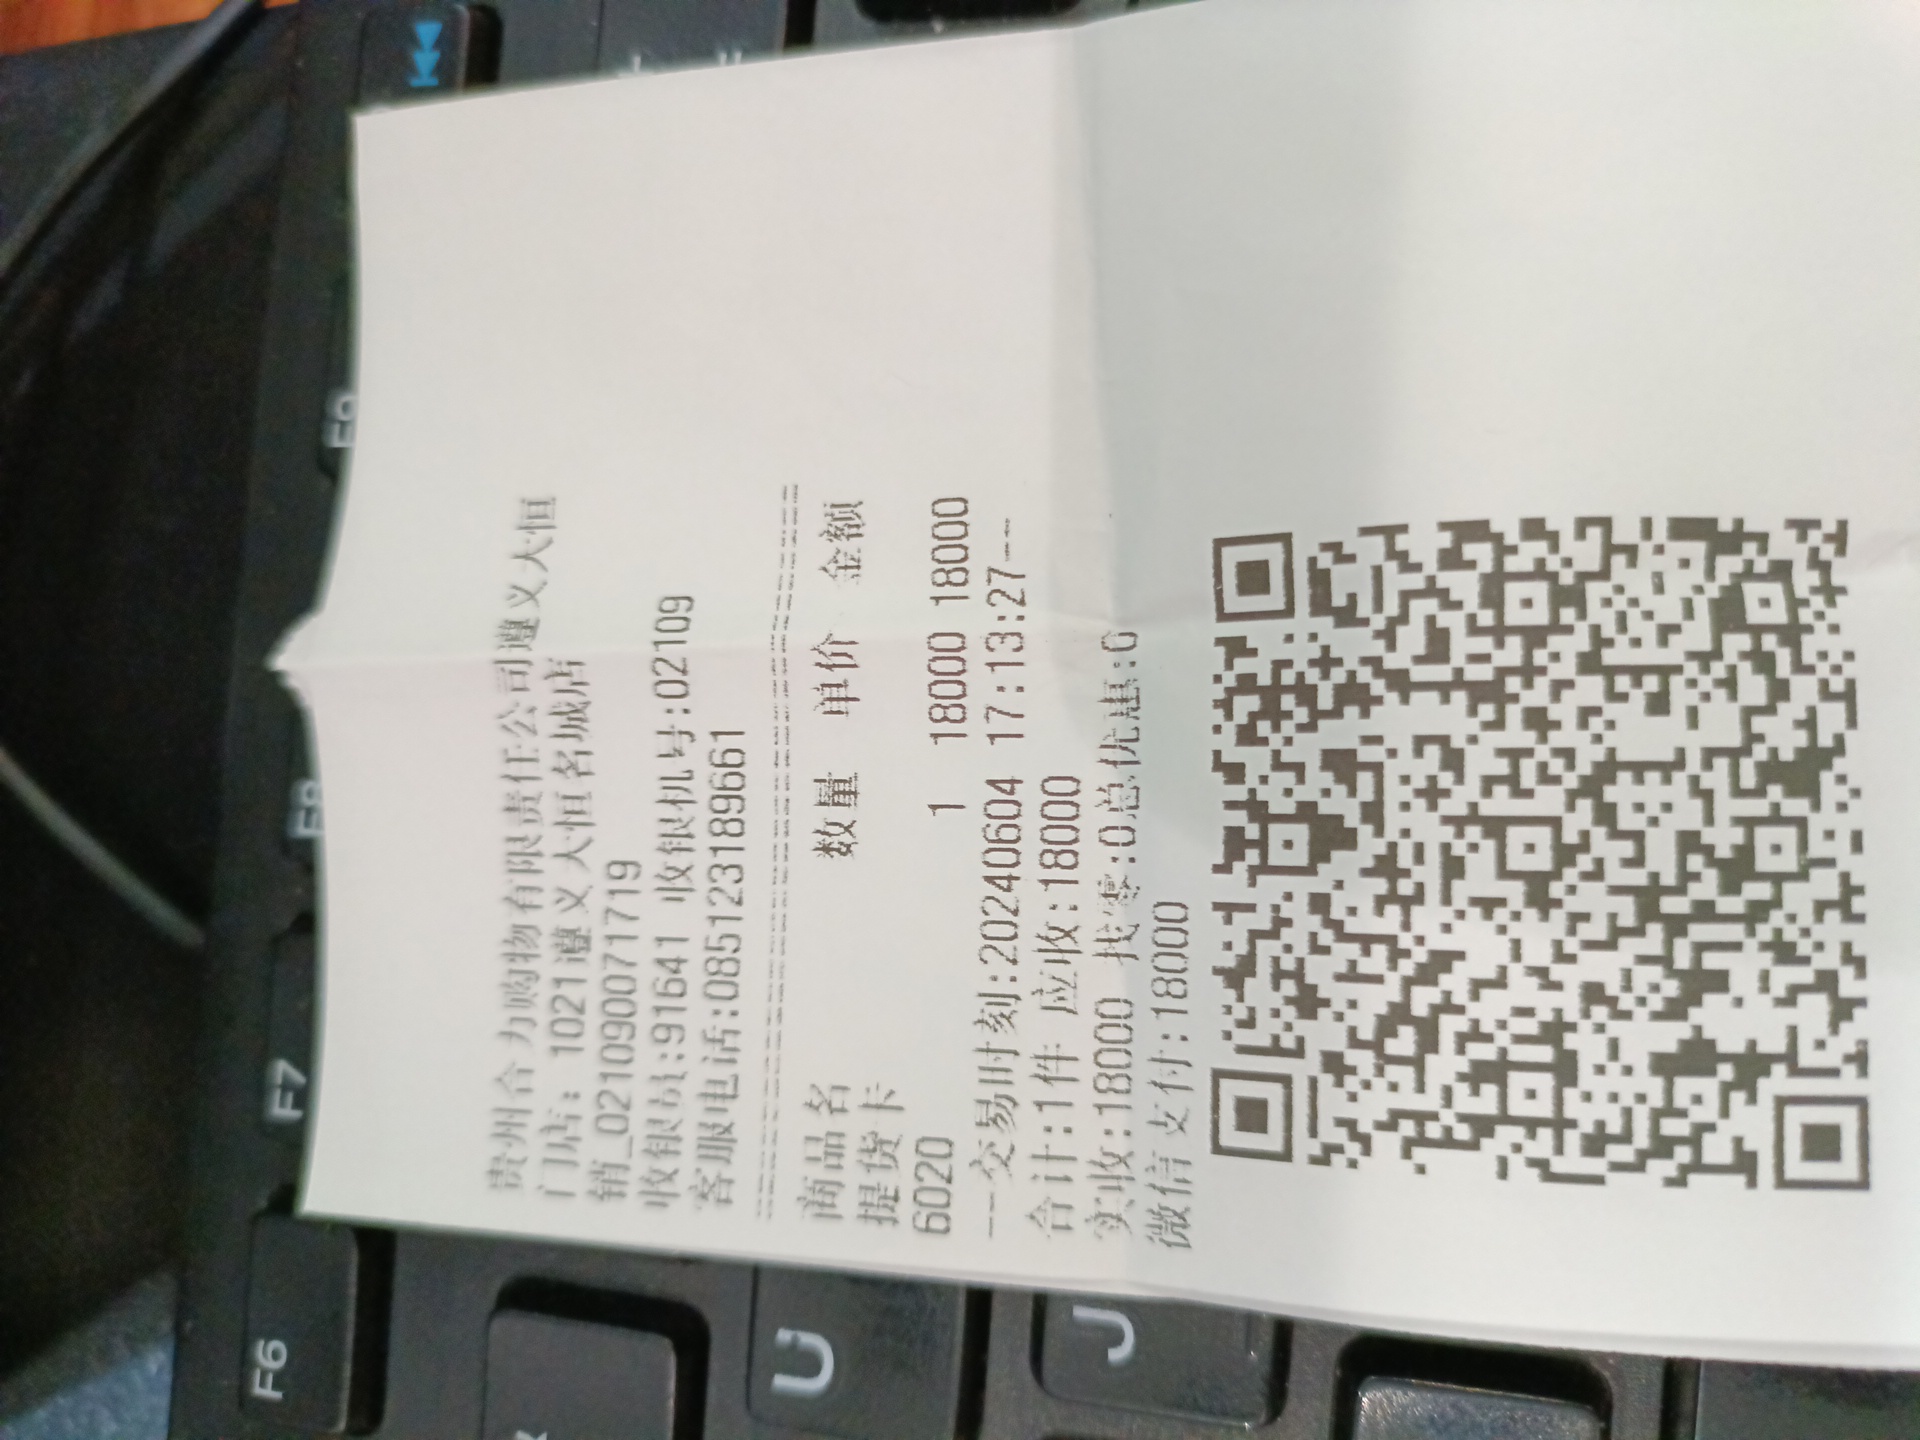 贵州合力购物有限责任公司遵义大恒
门店: 1021遵义大恒名城店
销_021090071719
收银员:91641 收银机号:02109
客服电话:085123189661
商品名 数量 单价 金额
提货卡
6020 1 18000 18000
--交易时刻:20240604 17:13:27--
合计:1件 应收:18000
实收:18000 找零:0总优惠:0
微信支付:18000
F6
F7
F8
F9
U
J